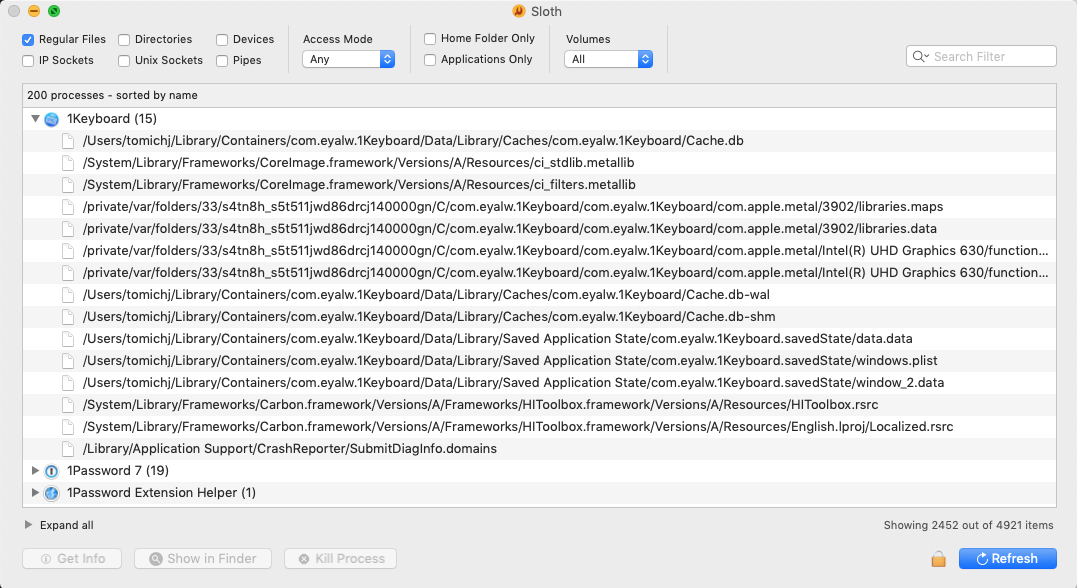 Sloth
Regular Files Directories Devices Access Mode Home Folder Only Volumes
IP Sockets Unix Sockets Pipes Any Applications Only All Search Filter
200 processes - sorted by name
1Keyboard (15)
/Users/tomichj/Library/Containers/com.eyalw.1Keyboard/Data/Library/Caches/com.eyalw.1Keyboard/Cache.db
/System/Library/Frameworks/CoreImage.framework/Versions/A/Resources/ci_stdlib.metallib
/System/Library/Frameworks/CoreImage.framework/Versions/A/Resources/ci_filters.metallib
/private/var/folders/33/s4tn8h_s5t511jwd86drcj140000gn/C/com.eyalw.1Keyboard/com.eyalw.1Keyboard/com.apple.metal/3902/libraries.maps
/private/var/folders/33/s4tn8h_s5t511jwd86drcj140000gn/C/com.eyalw.1Keyboard/com.eyalw.1Keyboard/com.apple.metal/3902/libraries.data
/private/var/folders/33/s4tn8h_s5t511jwd86drcj140000gn/C/com.eyalw.1Keyboard/com.eyalw.1Keyboard/com.apple.metal/Intel(R) UHD Graphics 630/function...
/private/var/folders/33/s4tn8h_s5t511jwd86drcj140000gn/C/com.eyalw.1Keyboard/com.eyalw.1Keyboard/com.apple.metal/Intel(R) UHD Graphics 630/function...
/Users/tomichj/Library/Containers/com.eyalw.1Keyboard/Data/Library/Caches/com.eyalw.1Keyboard/Cache.db-wal
/Users/tomichj/Library/Containers/com.eyalw.1Keyboard/Data/Library/Caches/com.eyalw.1Keyboard/Cache.db-shm
/Users/tomichj/Library/Containers/com.eyalw.1Keyboard/Data/Library/Saved Application State/com.eyalw.1Keyboard.savedState/data.data
/Users/tomichj/Library/Containers/com.eyalw.1Keyboard/Data/Library/Saved Application State/com.eyalw.1Keyboard.savedState/windows.plist
/Users/tomichj/Library/Containers/com.eyalw.1Keyboard/Data/Library/Saved Application State/com.eyalw.1Keyboard.savedState/window_2.data
/System/Library/Frameworks/Carbon.framework/Versions/A/Frameworks/HIToolbox.framework/Versions/A/Resources/HIToolbox.rsrc
/System/Library/Frameworks/Carbon.framework/Versions/A/Frameworks/HIToolbox.framework/Versions/A/Resources/English.lproj/Localized.rsrc
/Library/Application Support/CrashReporter/SubmitDiagInfo.domains
1Password 7 (19)
1Password Extension Helper (1)
Expand all Showing 2452 out of 4921 items
Get Info Show in Finder Kill Process Refresh